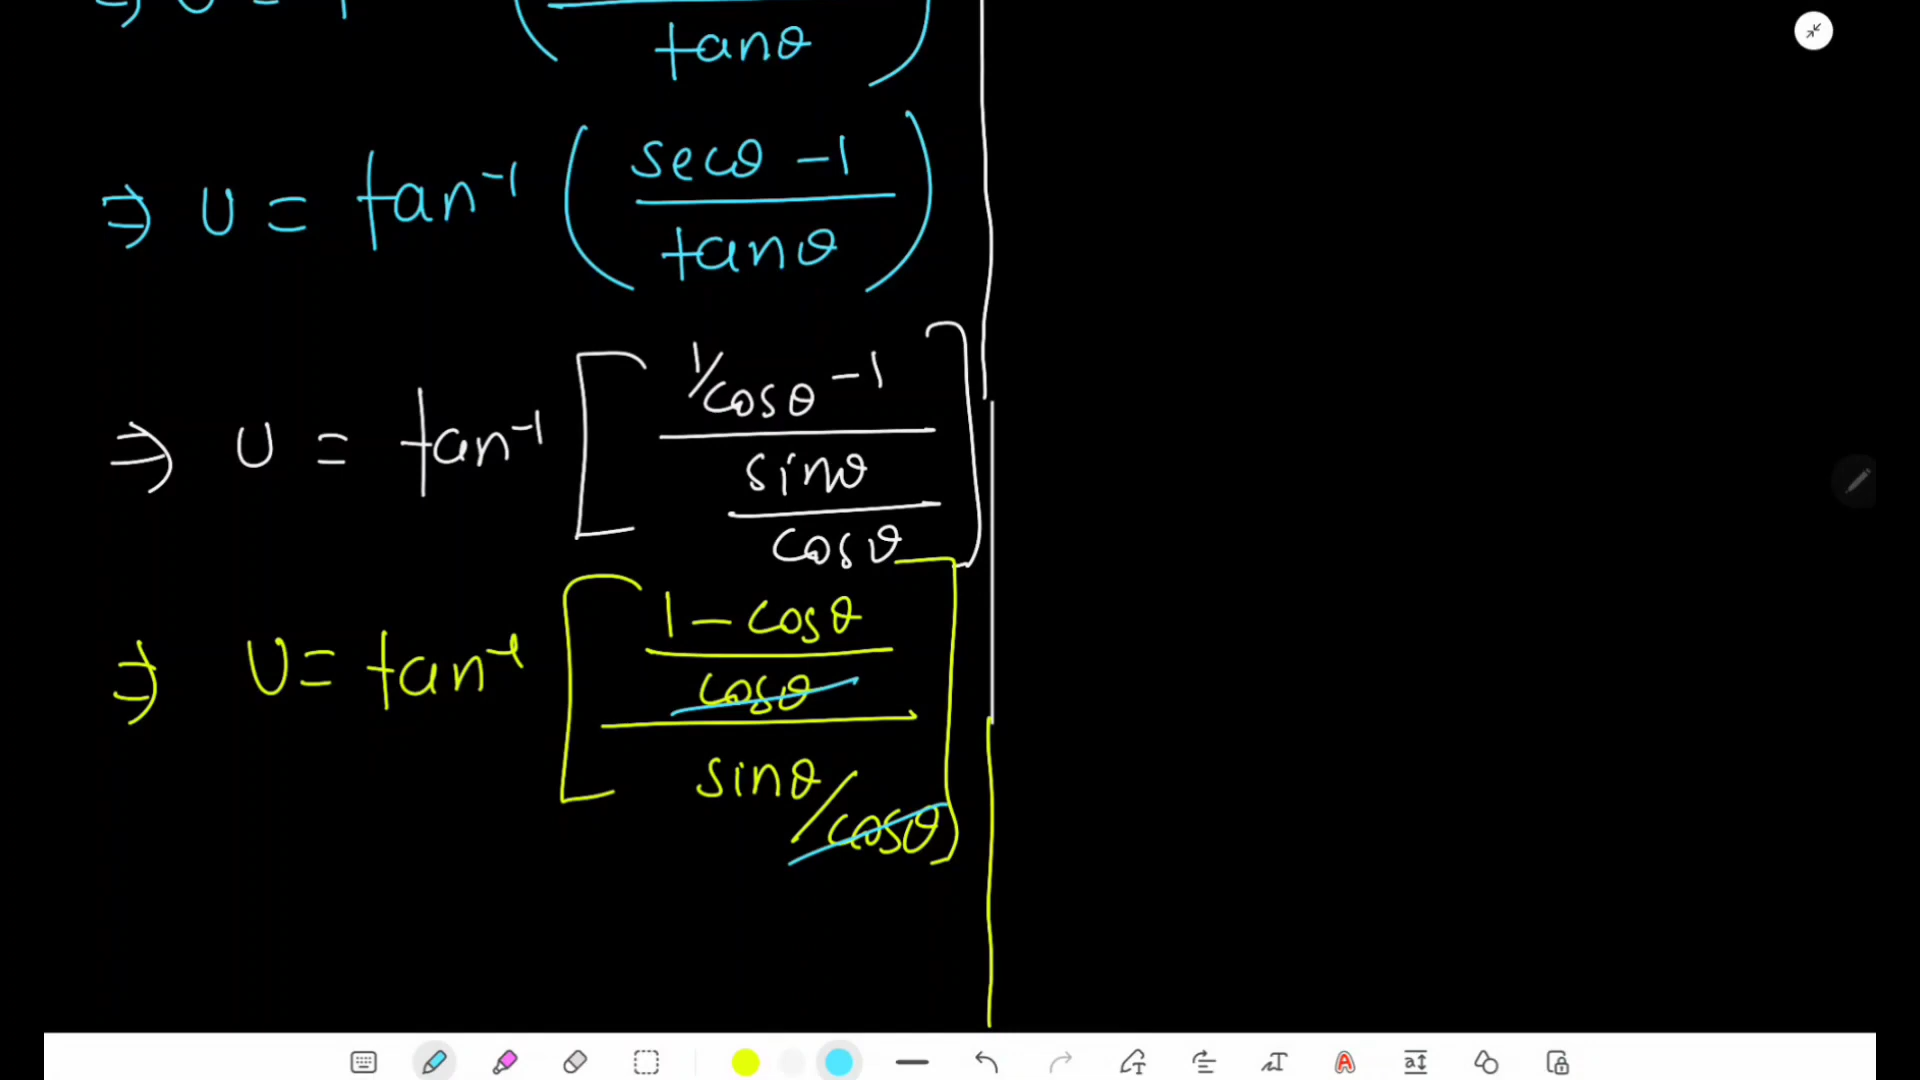 tanθ
⇒ U = tan⁻¹ ( secθ - 1 / tanθ )
⇒ U = tan⁻¹ [ 1/cosθ - 1 / sinθ / cosθ ]
⇒ U = tan⁻¹ [ 1 - cosθ / cosθ / sinθ / cosθ ]